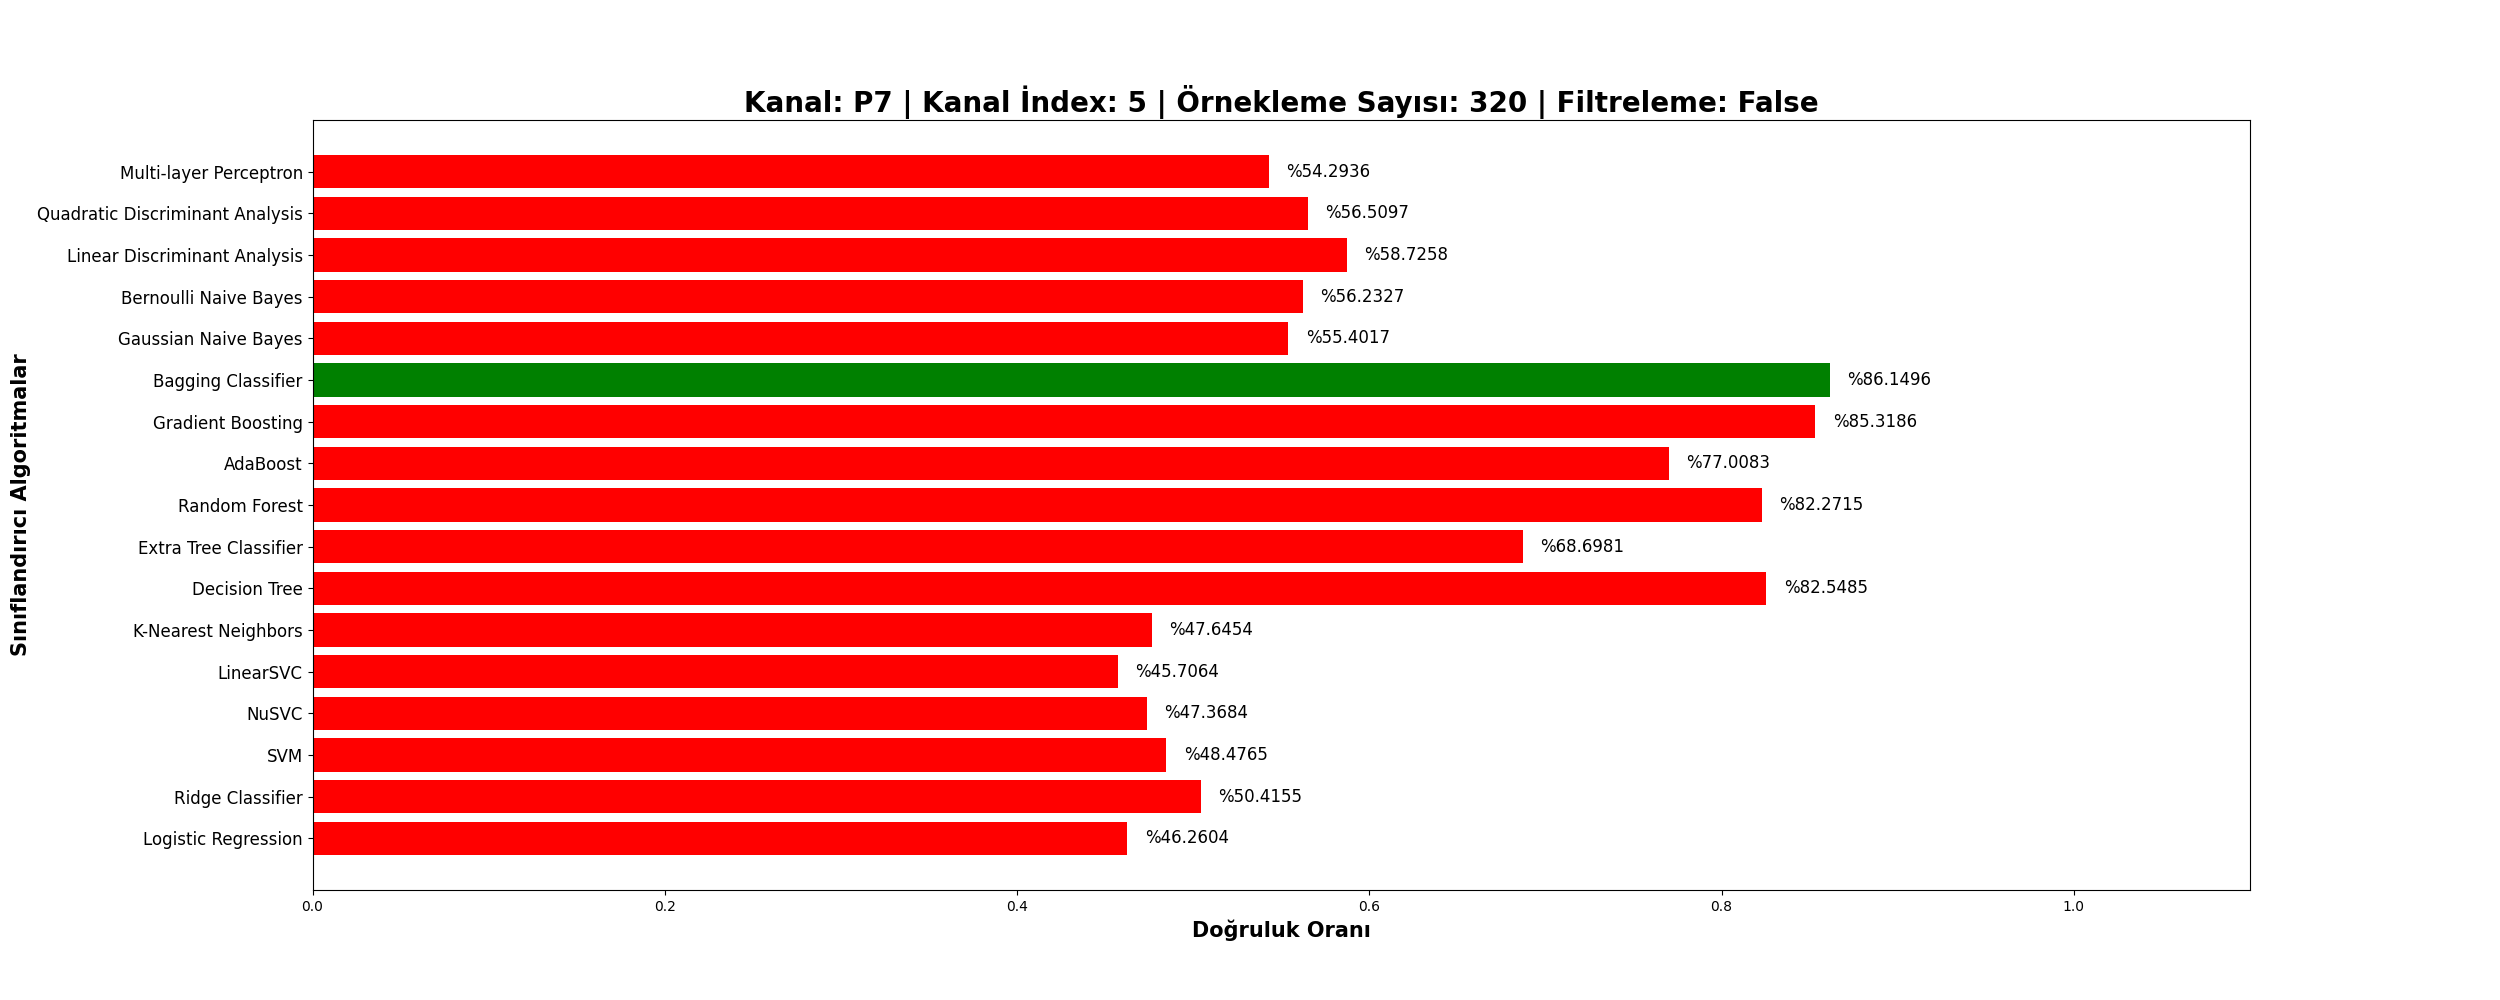 Kanal: P7 | Kanal İndex: 5 | Örnekleme Sayısı: 320 | Filtreleme: False
Sınıflandırıcı Algoritmalar
Multi-layer Perceptron %54.2936
Quadratic Discriminant Analysis %56.5097
Linear Discriminant Analysis %58.7258
Bernoulli Naive Bayes %56.2327
Gaussian Naive Bayes %55.4017
Bagging Classifier %86.1496
Gradient Boosting %85.3186
AdaBoost %77.0083
Random Forest %82.2715
Extra Tree Classifier %68.6981
Decision Tree %82.5485
K-Nearest Neighbors %47.6454
LinearSVC %45.7064
NuSVC %47.3684
SVM %48.4765
Ridge Classifier %50.4155
Logistic Regression %46.2604
0.0 0.2 0.4 0.6 0.8 1.0
Doğruluk Oranı